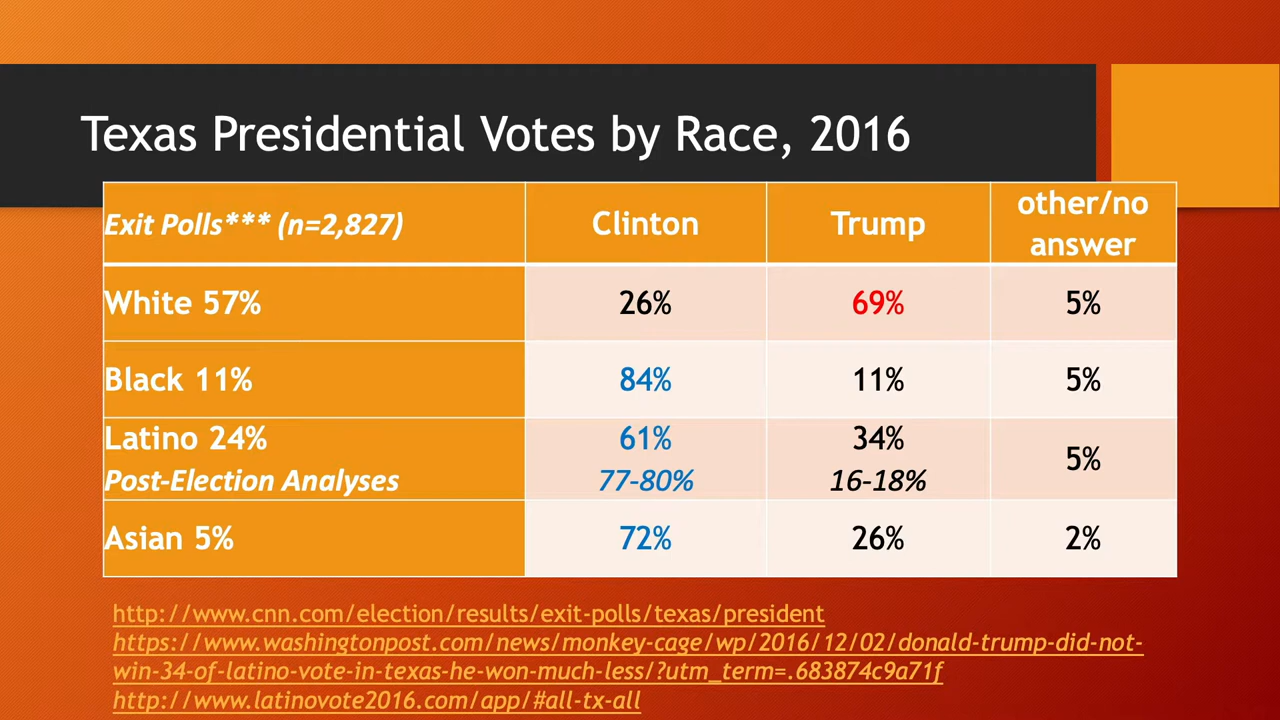 Texas Presidential Votes by Race, 2016
Exit Polls*** (n=2,827) Clinton Trump other/no answer
White 57% 26% 69% 5%
Black 11% 84% 11% 5%
Latino 24% 61% 34% 5%
Post-Election Analyses 77-80% 16-18%
Asian 5% 72% 26% 2%
http://www.cnn.com/election/results/exit-polls/texas/president
https://www.washingtonpost.com/news/monkey-cage/wp/2016/12/02/donald-trump-did-not-
win-34-of-latino-vote-in-texas-he-won-much-less/?utm_term=.683874c9a71f
http://www.latinovote2016.com/app/#all-tx-all